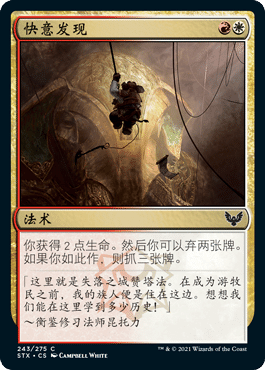 快意发现
法术
你获得2点生命。然后你可以弃两张牌。
如果你如此作，则抓三张牌。
「这里就是失落之城赞塔法。在成为游牧
民之前，我的族人便是住在这边。想想我
们能在这里学到多少历史！」
～衡鉴修习法师昆托力
243/275 C
STX • CS CAMPBELL WHITE
™ & © 2021 Wizards of the Coast